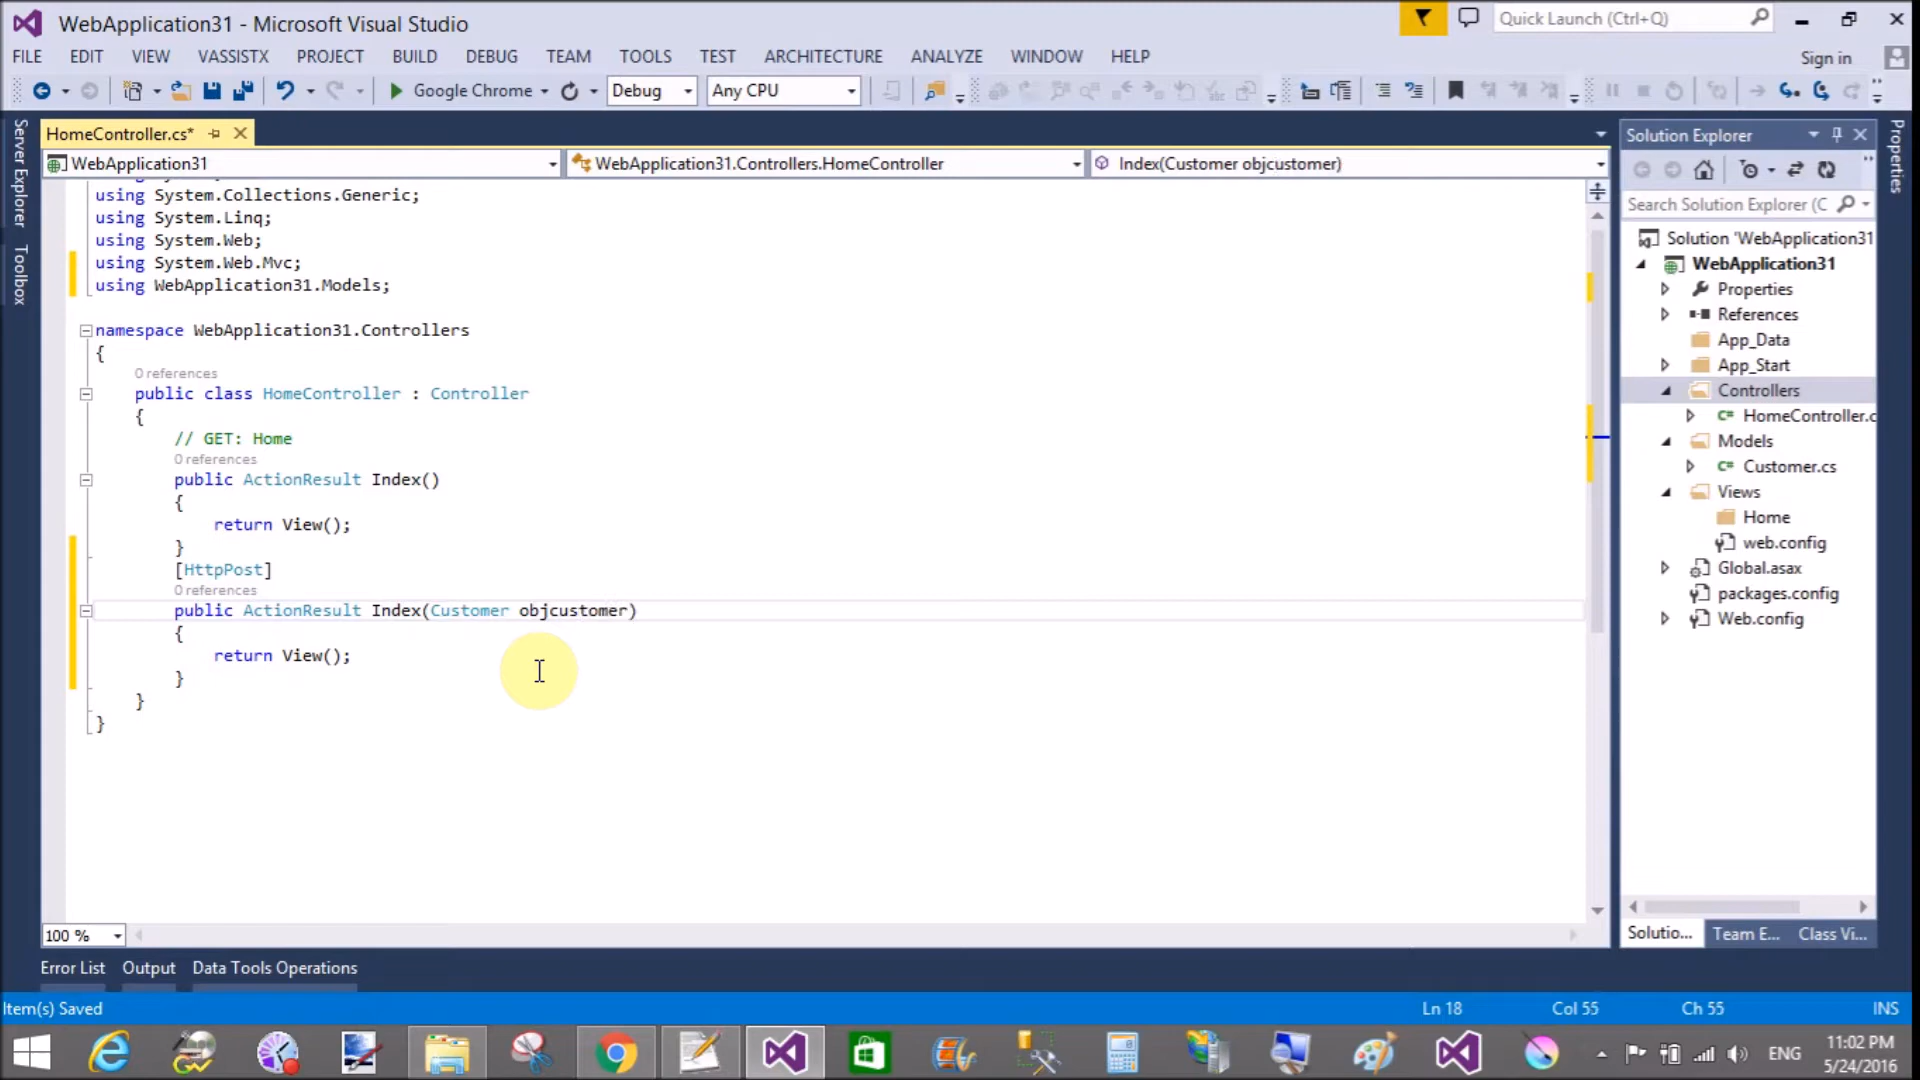 WebApplication31 - Microsoft Visual Studio
Quick Launch (Ctrl+Q)
FILE EDIT VIEW VASSISTX PROJECT BUILD DEBUG TEAM TOOLS TEST ARCHITECTURE ANALYZE WINDOW HELP
Sign in
Google Chrome Debug Any CPU
Server Explorer
Toolbox
HomeController.cs*
WebApplication31 WebApplication31.Controllers.HomeController Index(Customer objcustomer)
using System.Collections.Generic;
using System.Linq;
using System.Web;
using System.Web.Mvc;
using WebApplication31.Models;
namespace WebApplication31.Controllers
{
0 references
public class HomeController : Controller
{
// GET: Home
0 references
public ActionResult Index()
{
return View();
}
[HttpPost]
0 references
public ActionResult Index(Customer objcustomer)
{
return View();
}
}
}
100 %
Solution Explorer
Search Solution Explorer (C
Solution 'WebApplication31
WebApplication31
Properties
References
App_Data
App_Start
Controllers
HomeController.c
Models
Customer.cs
Views
Home
web.config
Global.asax
packages.config
Web.config
Solutio... Team E... Class Vi...
Properties
Error List Output Data Tools Operations
Item(s) Saved
Ln 18 Col 55 Ch 55 INS
ENG
11:02 PM
5/24/2016